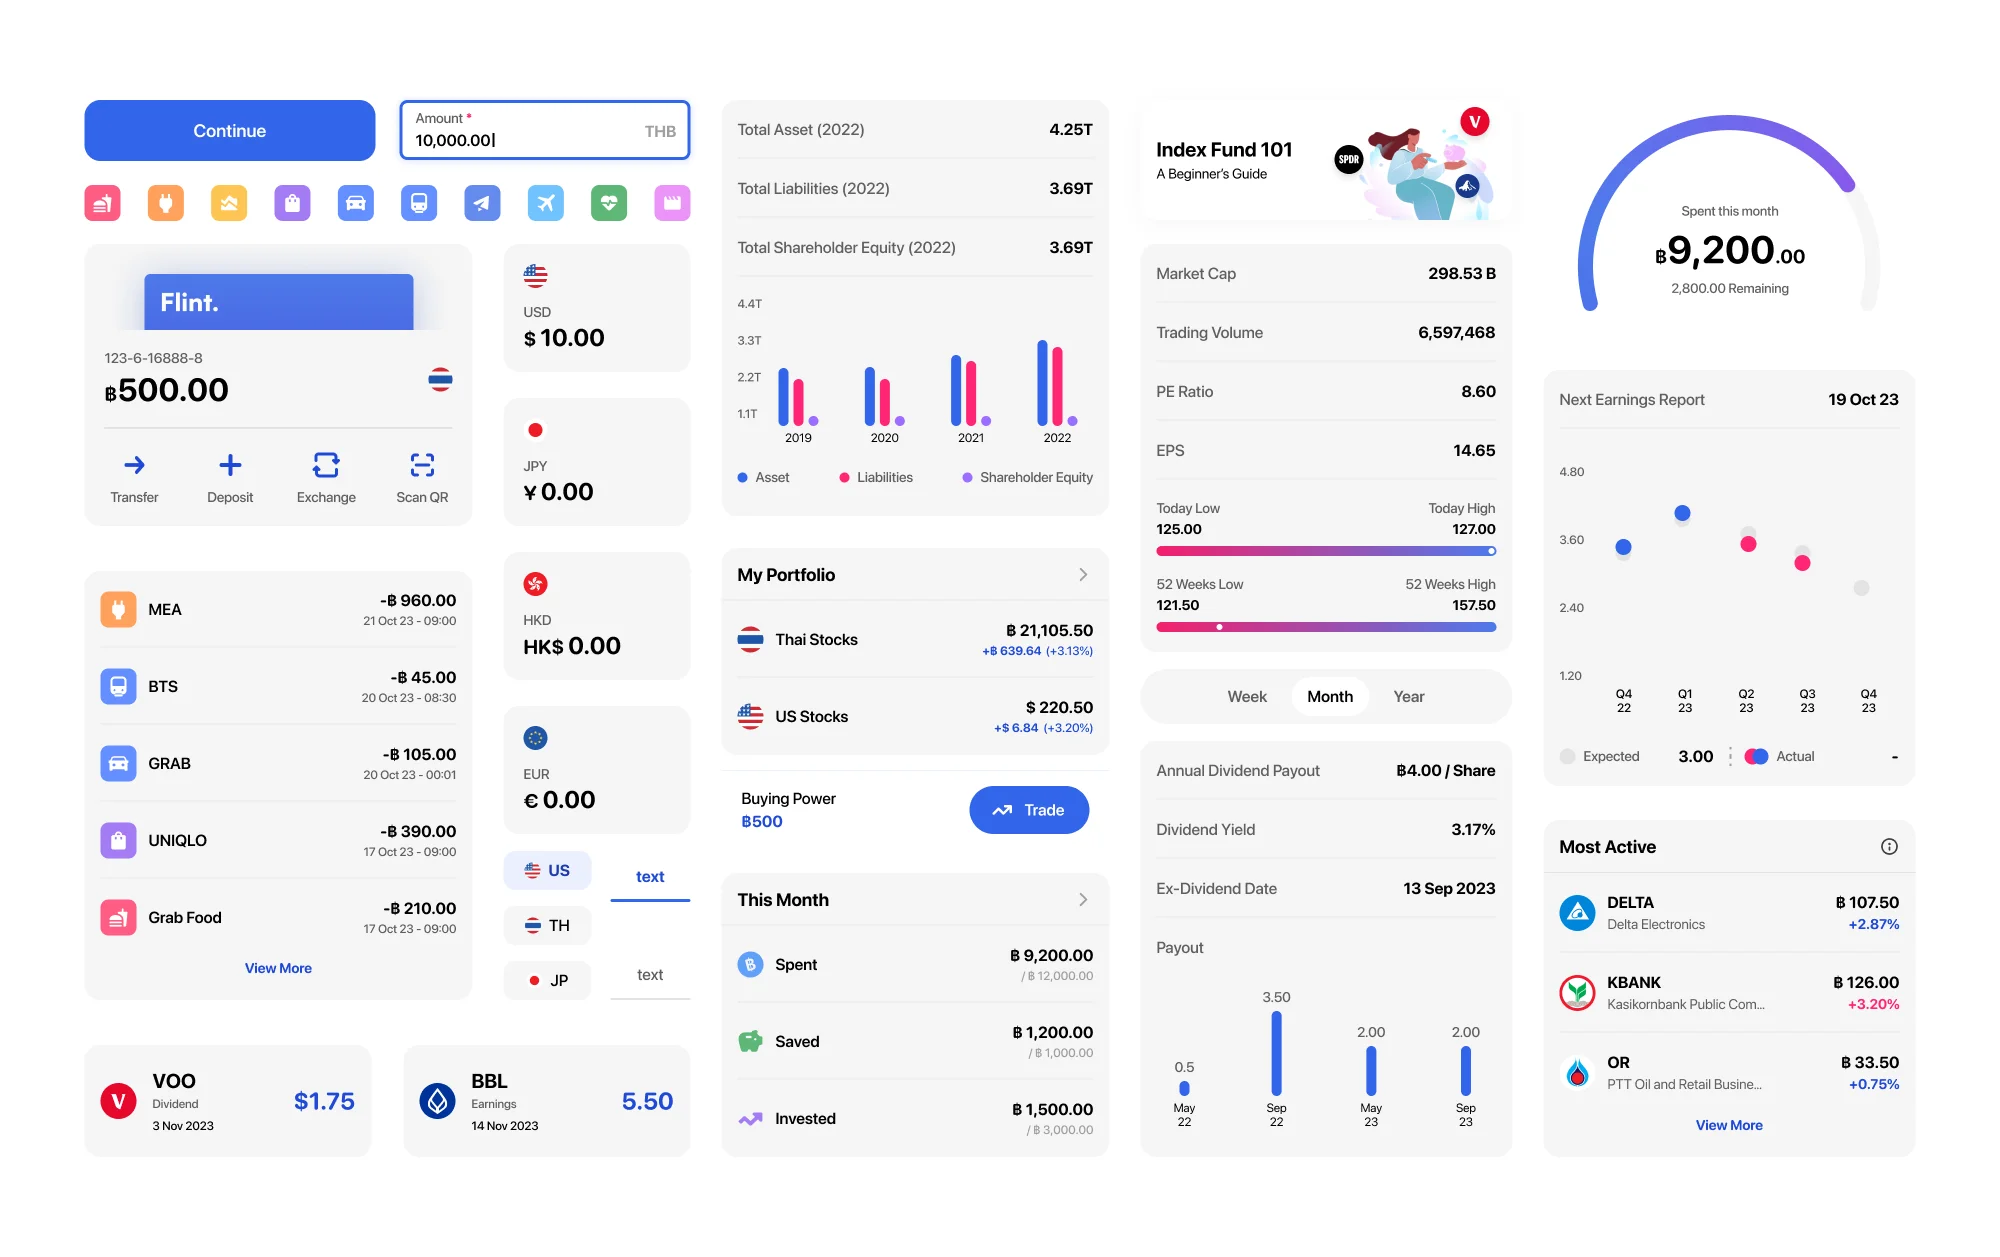 Continue
Amount *
10,000.00
THB
Flint.
123-6-16888-8
฿500.00
Transfer
Deposit
Exchange
Scan QR
MEA
-฿ 960.00
21 Oct 23 - 09:00
BTS
-฿ 45.00
20 Oct 23 - 08:30
GRAB
-฿ 105.00
20 Oct 23 - 00:01
UNIQLO
-฿ 390.00
17 Oct 23 - 09:00
Grab Food
-฿ 210.00
17 Oct 23 - 09:00
View More
V
VOO
Dividend
3 Nov 2023
$1.75
BBL
Earnings
14 Nov 2023
5.50
USD
$ 10.00
JPY
¥ 0.00
HKD
HK$ 0.00
EUR
€ 0.00
US
TH
JP
text
text
Total Asset (2022)
4.25T
Total Liabilities (2022)
3.69T
Total Shareholder Equity (2022)
3.69T
4.4T
3.3T
2.2T
1.1T
2019
2020
2021
2022
Asset
Liabilities
Shareholder Equity
My Portfolio
Thai Stocks
฿ 21,105.50
+฿ 639.64 (+3.13%)
US Stocks
$ 220.50
+$ 6.84 (+3.20%)
Buying Power
฿500
Trade
This Month
Spent
฿ 9,200.00
/ ฿ 12,000.00
Saved
฿ 1,200.00
/ ฿ 1,000.00
Invested
฿ 1,500.00
/ ฿ 3,000.00
Index Fund 101
A Beginner's Guide
SPDR
V
Market Cap
298.53 B
Trading Volume
6,597,468
PE Ratio
8.60
EPS
14.65
Today Low
Today High
125.00
127.00
52 Weeks Low
52 Weeks High
121.50
157.50
Week
Month
Year
Annual Dividend Payout
฿4.00 / Share
Dividend Yield
3.17%
Ex-Dividend Date
13 Sep 2023
Payout
0.5
3.50
2.00
2.00
May
22
Sep
22
May
23
Sep
23
Spent this month
฿9,200.00
2,800.00 Remaining
Next Earnings Report
19 Oct 23
4.80
3.60
2.40
1.20
Q4
22
Q1
23
Q2
23
Q3
23
Q4
23
Expected
3.00
Actual
-
Most Active
DELTA
Delta Electronics
฿ 107.50
+2.87%
KBANK
Kasikornbank Public Com...
฿ 126.00
+3.20%
OR
PTT Oil and Retail Busine...
฿ 33.50
+0.75%
View More